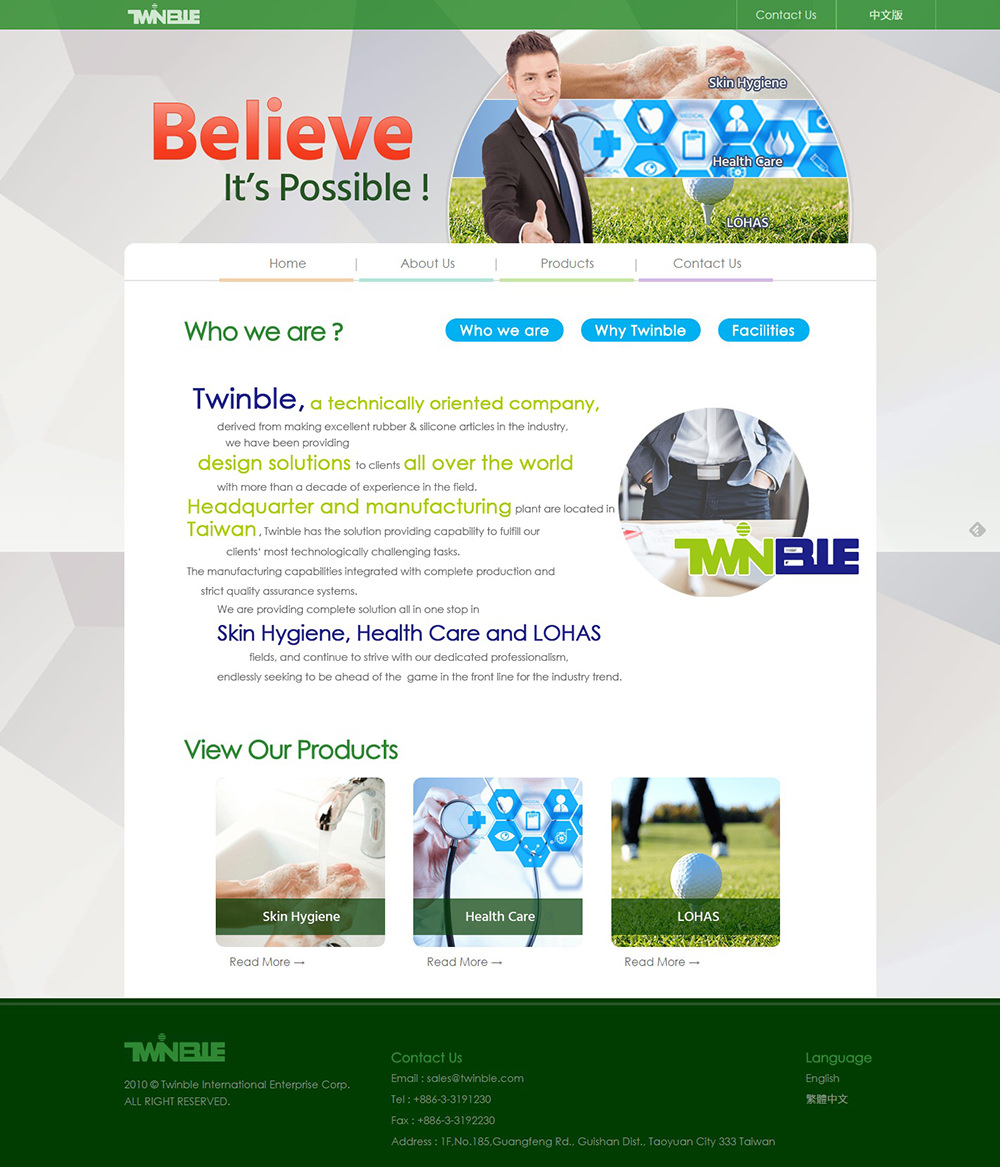 TWINBLE
Contact Us
中文版
Believe
It's Possible !
Skin Hygiene
Health Care
LOHAS
Home | About Us | Products | Contact Us
Who we are ?
Who we are
Why Twinble
Facilities
Twinble, a technically oriented company,
derived from making excellent rubber & silicone articles in the industry,
we have been providing
design solutions to clients all over the world
with more than a decade of experience in the field.
Headquarter and manufacturing plant are located in
Taiwan , Twinble has the solution providing capability to fulfill our
clients' most technologically challenging tasks.
The manufacturing capabilities integrated with complete production and
strict quality assurance systems.
We are providing complete solution all in one stop in
Skin Hygiene, Health Care and LOHAS
fields, and continue to strive with our dedicated professionalism,
endlessly seeking to be ahead of the game in the front line for the industry trend.
TWINBLE
View Our Products
Skin Hygiene
Health Care
LOHAS
Read More →
Read More →
Read More →
TWINBLE
2010 © Twinble International Enterprise Corp.
ALL RIGHT RESERVED.
Contact Us
Email : sales@twinble.com
Tel : +886-3-3191230
Fax : +886-3-3192230
Address : 1F,No.185,Guangfeng Rd., Guishan Dist., Taoyuan City 333 Taiwan
Language
English
繁體中文